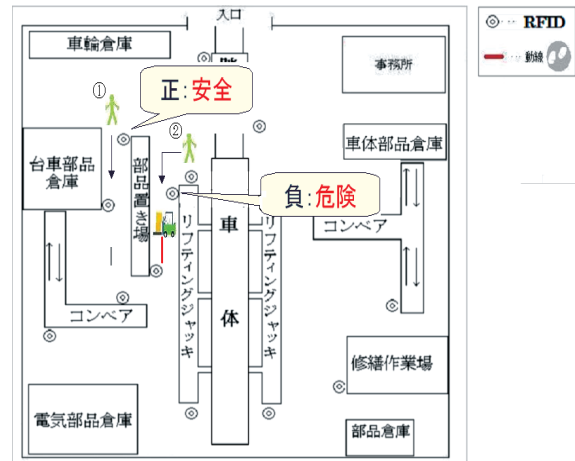 入口
車輪倉庫
事務所
①
正:安全
②
台車部品
倉庫
部品置き場
車体部品倉庫
負:危険
リフティングジャッキ
車体
リフティングジャッキ
コンベア
コンベア
修繕作業場
電気部品倉庫
部品倉庫
◎… RFID
… 動線